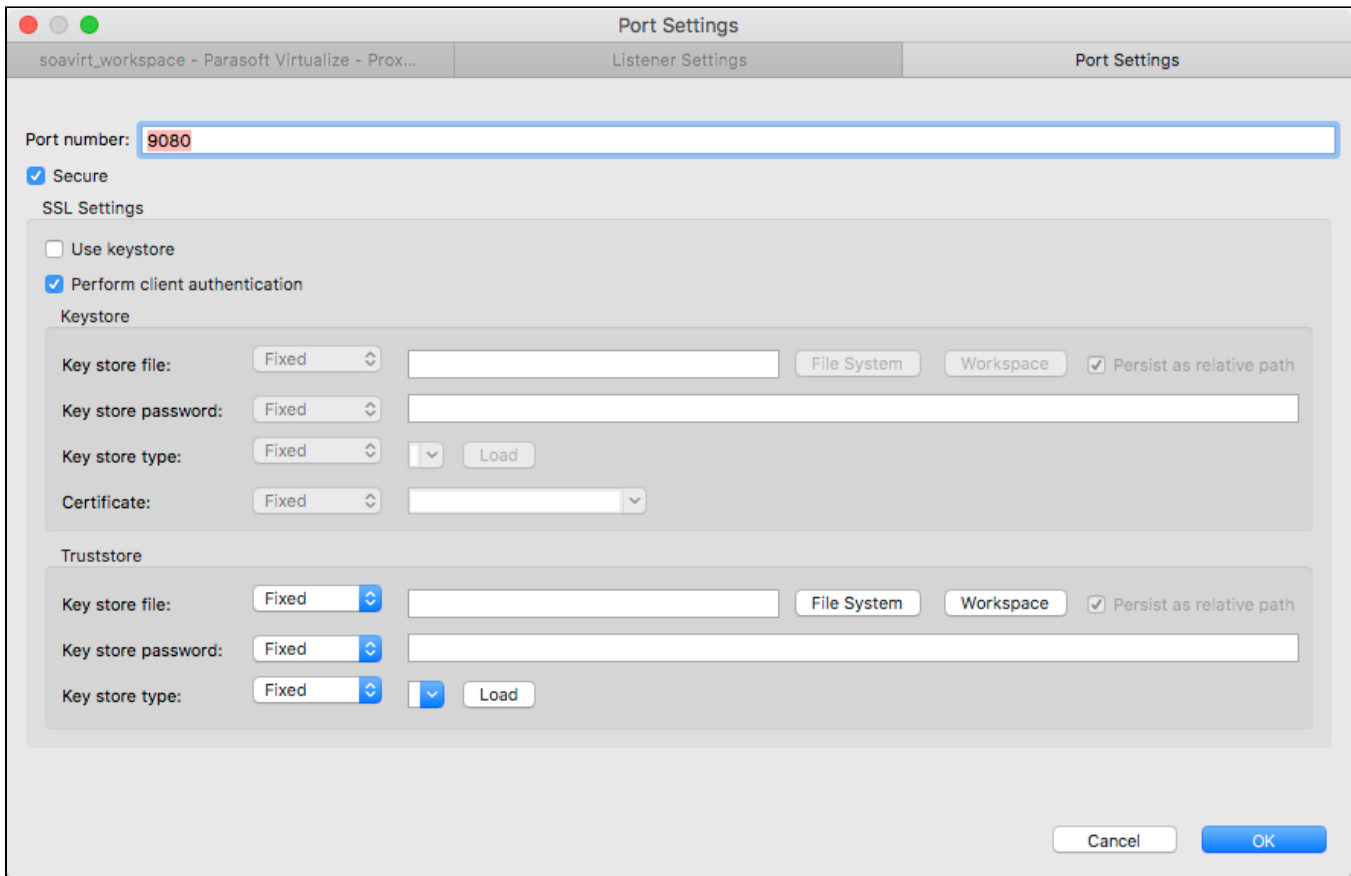 Port Settings
soavirt_workspace - Parasoft Virtualize - Prox... Listener Settings Port Settings
Port number: 9080
Secure
SSL Settings
Use keystore
Perform client authentication
Keystore
Key store file: Fixed File System Workspace Persist as relative path
Key store password: Fixed
Key store type: Fixed Load
Certificate: Fixed
Truststore
Key store file: Fixed File System Workspace Persist as relative path
Key store password: Fixed
Key store type: Fixed Load
Cancel OK